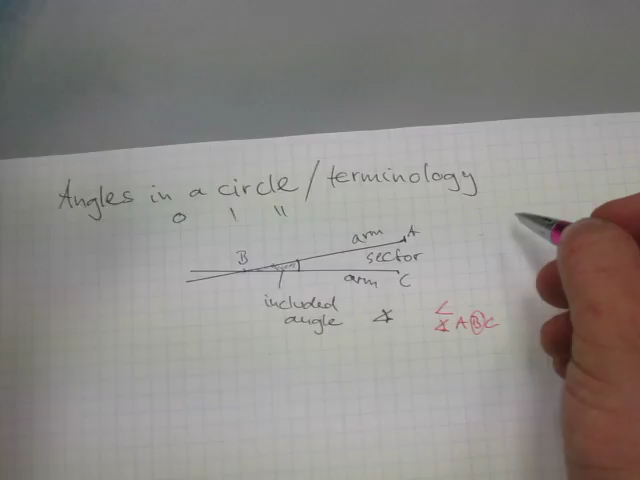 Angles in a circle / terminology
° ' "
arm A
B sector
arm C
included
angle ∡ ∠
∡ ABC